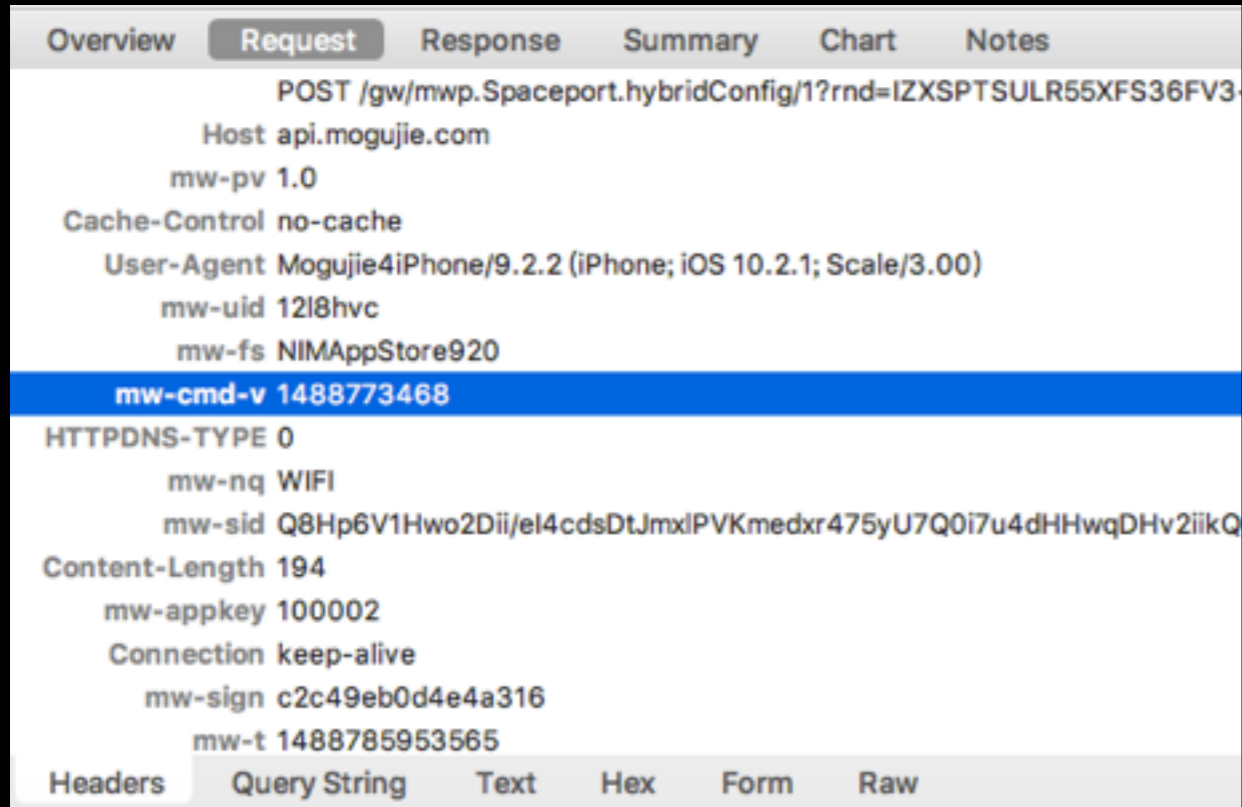 Overview Request Response Summary Chart Notes
POST /gw/mwp.Spaceport.hybridConfig/1?rnd=IZXSPTSULR55XFS36FV3-
Host api.mogujie.com
mw-pv 1.0
Cache-Control no-cache
User-Agent Mogujie4iPhone/9.2.2 (iPhone; iOS 10.2.1; Scale/3.00)
mw-uid 12l8hvc
mw-fs NIMAppStore920
mw-cmd-v 1488773468
HTTPDNS-TYPE 0
mw-nq WIFI
mw-sid Q8Hp6V1Hwo2Dii/el4cdsDtJmxlPVKmedxr475yU7Q0i7u4dHHwqDHv2iikQ
Content-Length 194
mw-appkey 100002
Connection keep-alive
mw-sign c2c49eb0d4e4a316
mw-t 1488785953565
Headers Query String Text Hex Form Raw